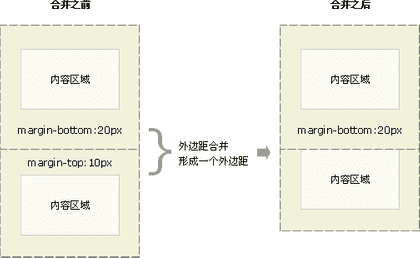 合并之前
内容区域
margin-bottom:20px
margin-top:10px
内容区域
外边距合并
形成一个外边距
合并之后
内容区域
margin-bottom:20px
内容区域